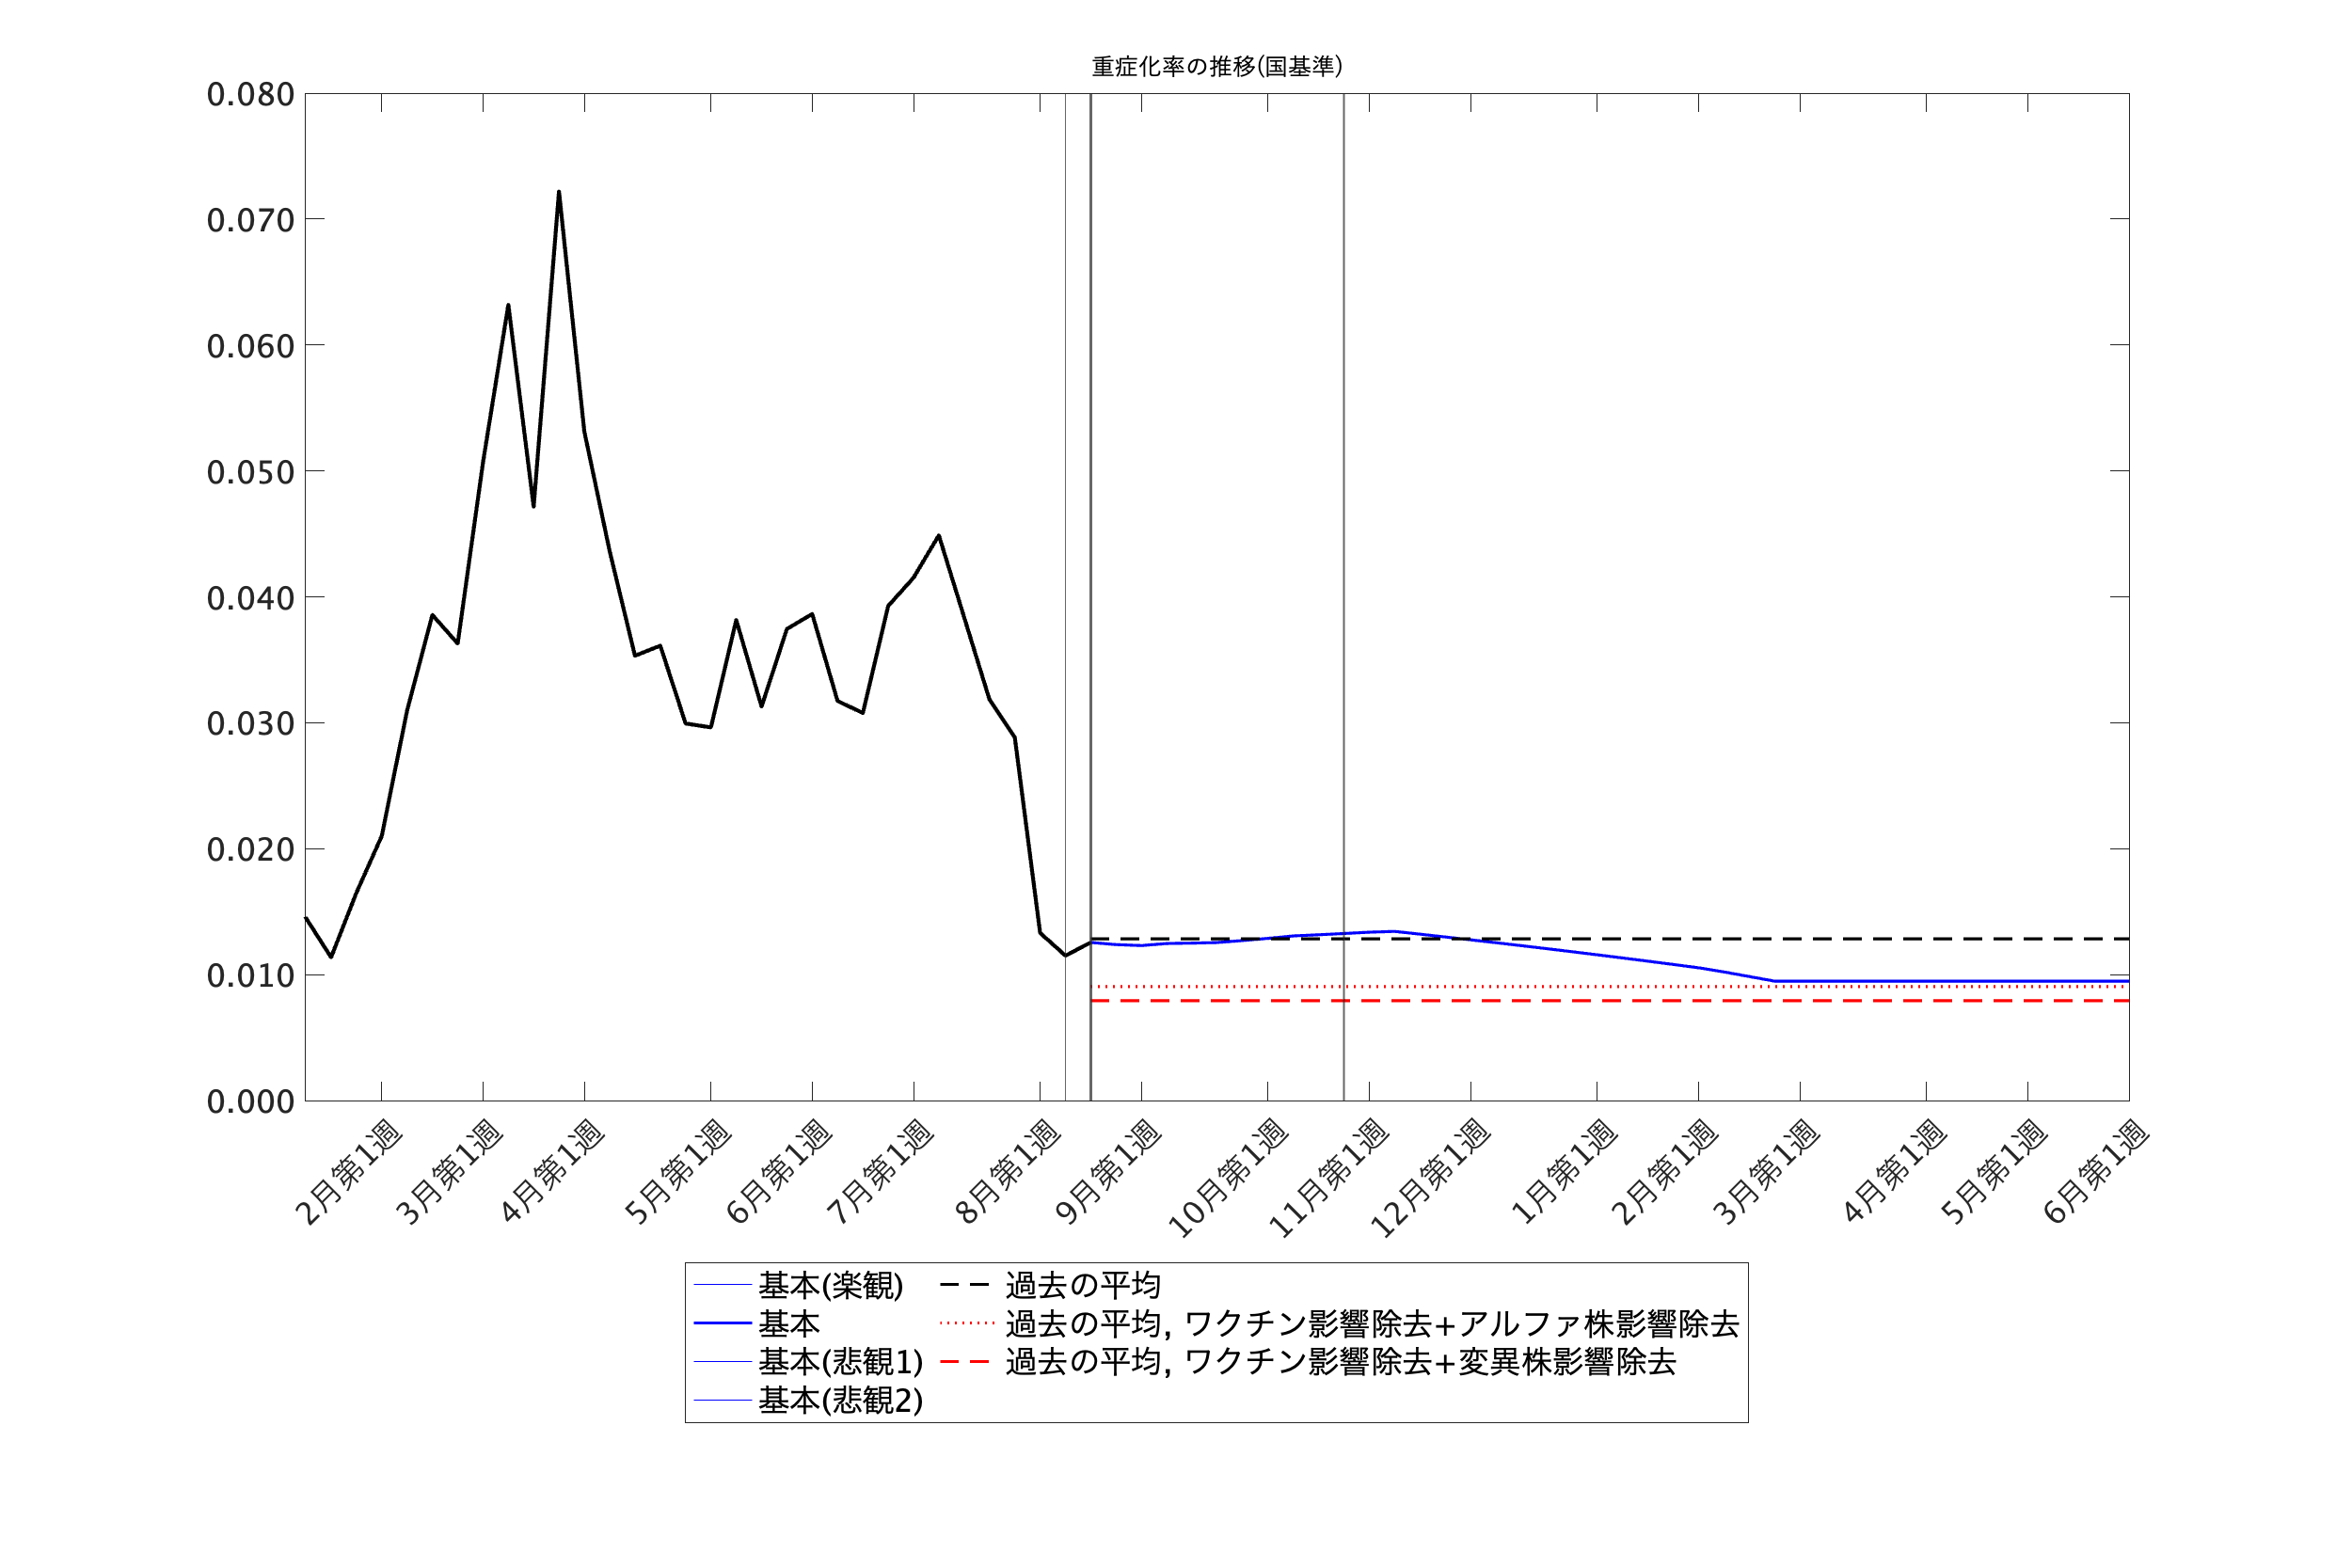 重症化率の推移(国基準)
0.080
0.070
0.060
0.050
0.040
0.030
0.020
0.010
0.000
2月第1週
3月第1週
4月第1週
5月第1週
6月第1週
7月第1週
8月第1週
9月第1週
10月第1週
11月第1週
12月第1週
1月第1週
2月第1週
3月第1週
4月第1週
5月第1週
6月第1週
基本(楽観)
基本
基本(悲観1)
基本(悲観2)
過去の平均
過去の平均, ワクチン影響除去+アルファ株影響除去
過去の平均, ワクチン影響除去+変異株影響除去